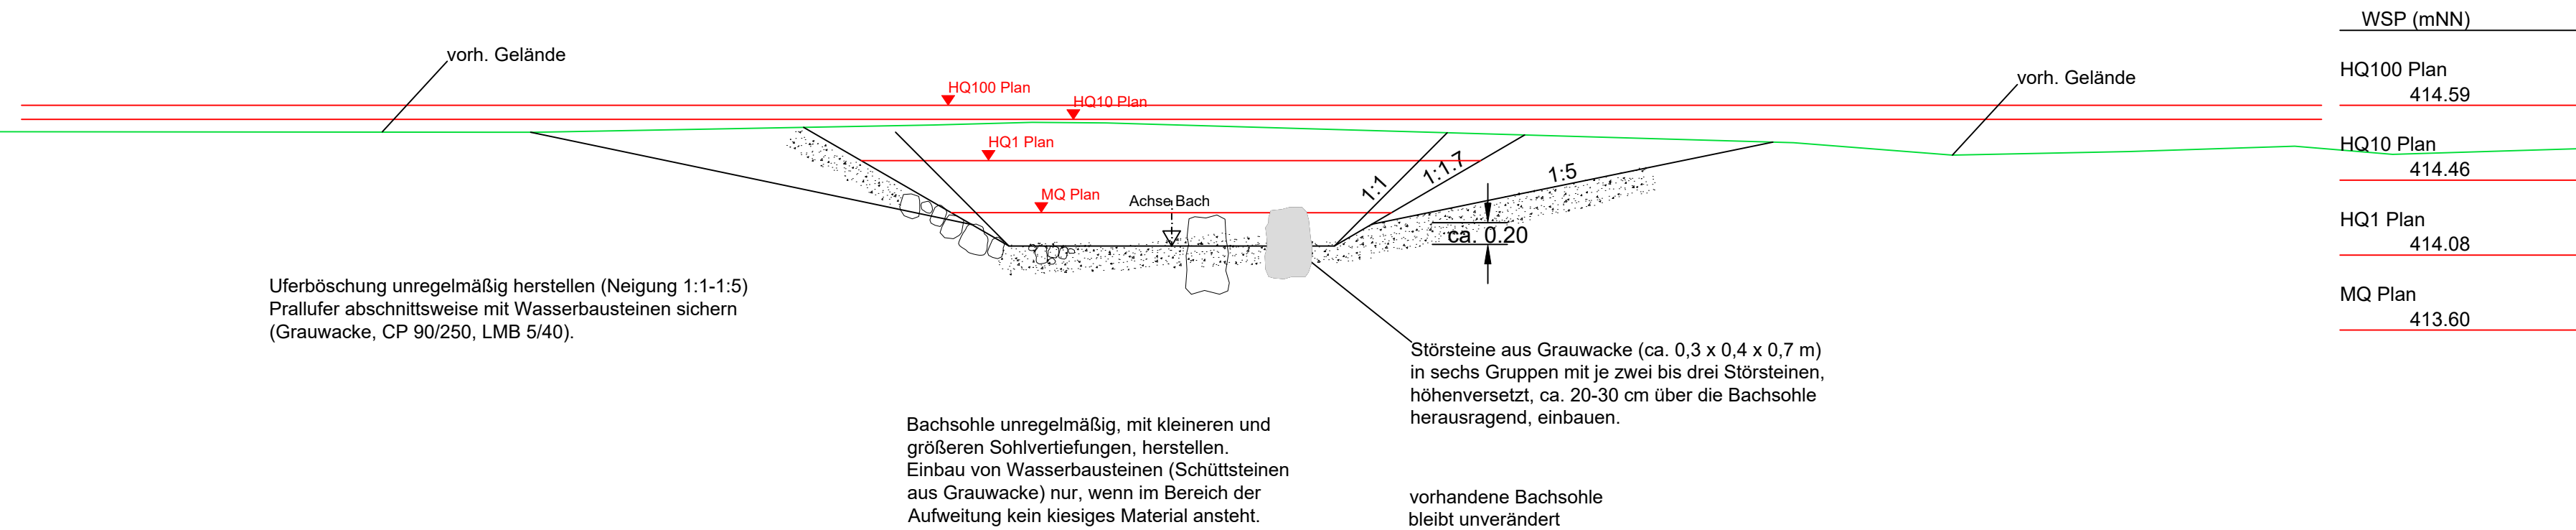 WSP (mNN)
vorh. Gelände
HQ100 Plan
414.59
vorh. Gelände
HQ100 Plan
HQ10 Plan
HQ1 Plan
HQ10 Plan
414.46
1:1
1:1.7
1:5
MQ Plan
Achse Bach
HQ1 Plan
414.08
ca. 0.20
MQ Plan
413.60
Uferböschung unregelmäßig herstellen (Neigung 1:1-1:5)
Prallufer abschnittsweise mit Wasserbausteinen sichern
(Grauwacke, CP 90/250, LMB 5/40).
Störsteine aus Grauwacke (ca. 0,3 x 0,4 x 0,7 m)
in sechs Gruppen mit je zwei bis drei Störsteinen,
höhenversetzt, ca. 20-30 cm über die Bachsohle
herausragend, einbauen.
Bachsohle unregelmäßig, mit kleineren und
größeren Sohlvertiefungen, herstellen.
Einbau von Wasserbausteinen (Schüttsteinen
aus Grauwacke) nur, wenn im Bereich der
Aufweitung kein kiesiges Material ansteht.
vorhandene Bachsohle
bleibt unverändert